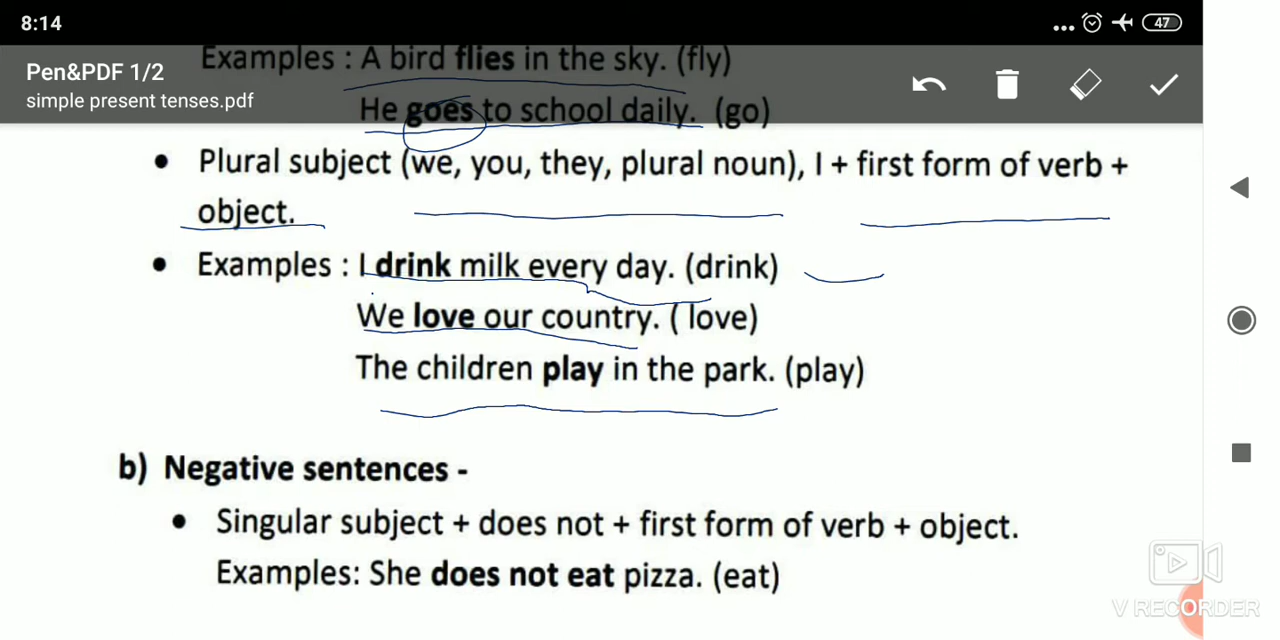 8:14
47
Examples : A bird flies in the sky. (fly)
Pen&PDF 1/2
simple present tenses.pdf
He goes to school daily. (go)
• Plural subject (we, you, they, plural noun), I + first form of verb +
object.
• Examples : I drink milk every day. (drink)
We love our country. ( love)
The children play in the park. (play)
b) Negative sentences -
• Singular subject + does not + first form of verb + object.
Examples: She does not eat pizza. (eat)
V RECORDER